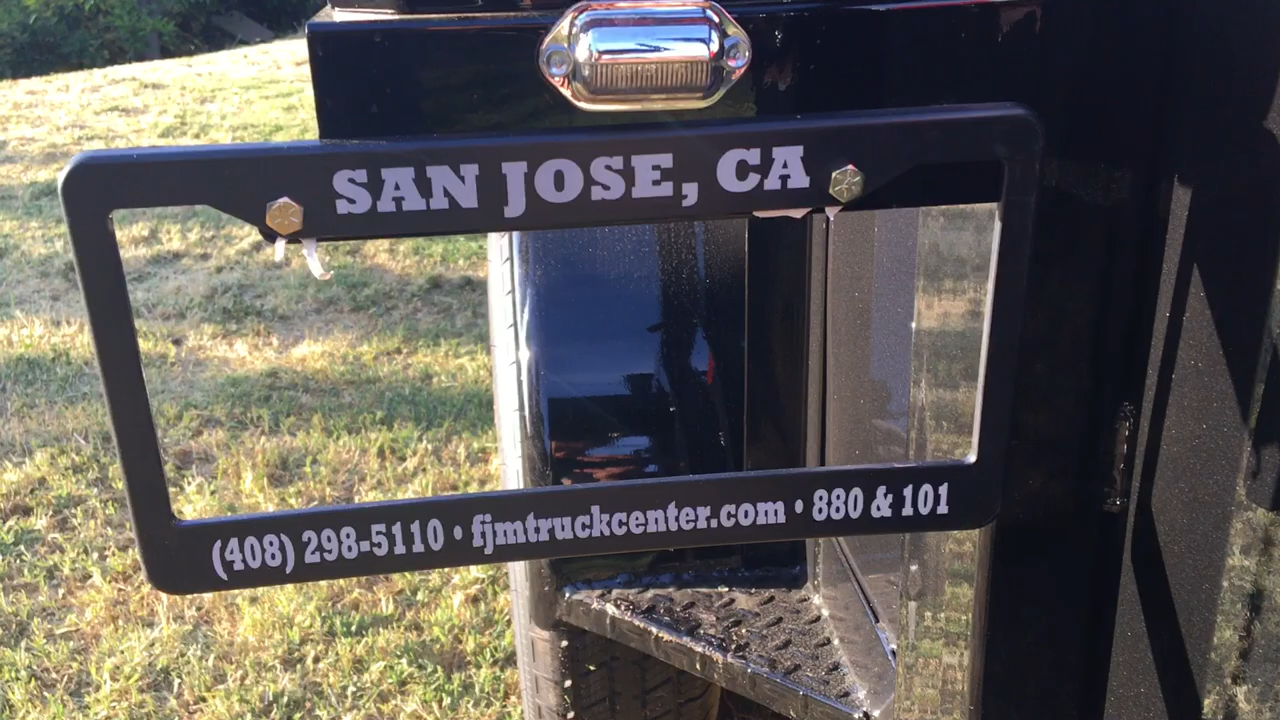 SAN JOSE, CA
(408) 298-5110 • fjmtruckcenter.com • 880 & 101